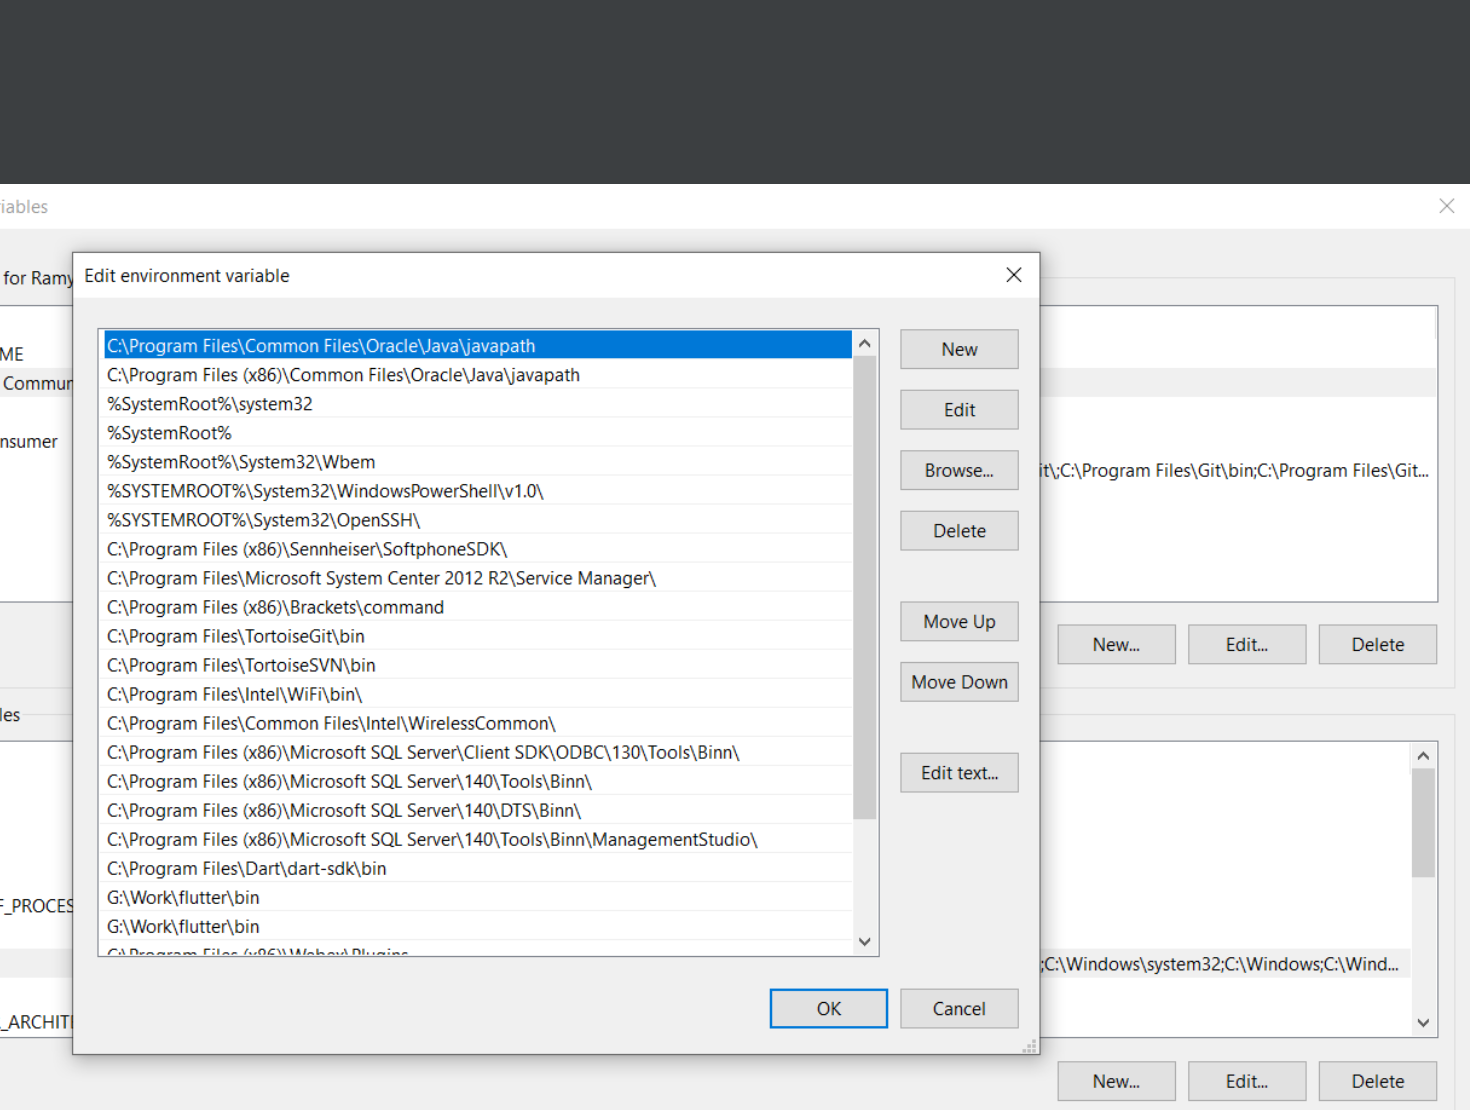 iables
for Ramy
Edit environment variable
ME
Commun
nsumer
C:\Program Files\Common Files\Oracle\Java\javapath
C:\Program Files (x86)\Common Files\Oracle\Java\javapath
%SystemRoot%\system32
%SystemRoot%
%SystemRoot%\System32\Wbem
%SYSTEMROOT%\System32\WindowsPowerShell\v1.0\
%SYSTEMROOT%\System32\OpenSSH\
C:\Program Files (x86)\Sennheiser\SoftphoneSDK\
C:\Program Files\Microsoft System Center 2012 R2\Service Manager\
C:\Program Files (x86)\Brackets\command
C:\Program Files\TortoiseGit\bin
C:\Program Files\TortoiseSVN\bin
C:\Program Files\Intel\WiFi\bin\
C:\Program Files\Common Files\Intel\WirelessCommon\
C:\Program Files (x86)\Microsoft SQL Server\Client SDK\ODBC\130\Tools\Binn\
C:\Program Files (x86)\Microsoft SQL Server\140\Tools\Binn\
C:\Program Files (x86)\Microsoft SQL Server\140\DTS\Binn\
C:\Program Files (x86)\Microsoft SQL Server\140\Tools\Binn\ManagementStudio\
C:\Program Files\Dart\dart-sdk\bin
G:\Work\flutter\bin
G:\Work\flutter\bin
C:\Program Files (x86)\Webex\Plugins
New
Edit
Browse...
Delete
Move Up
Move Down
Edit text...
OK
Cancel
it\;C:\Program Files\Git\bin;C:\Program Files\Git...
New...
Edit...
Delete
les
F_PROCES
;C:\Windows\system32;C:\Windows;C:\Wind...
_ARCHITE
New...
Edit...
Delete